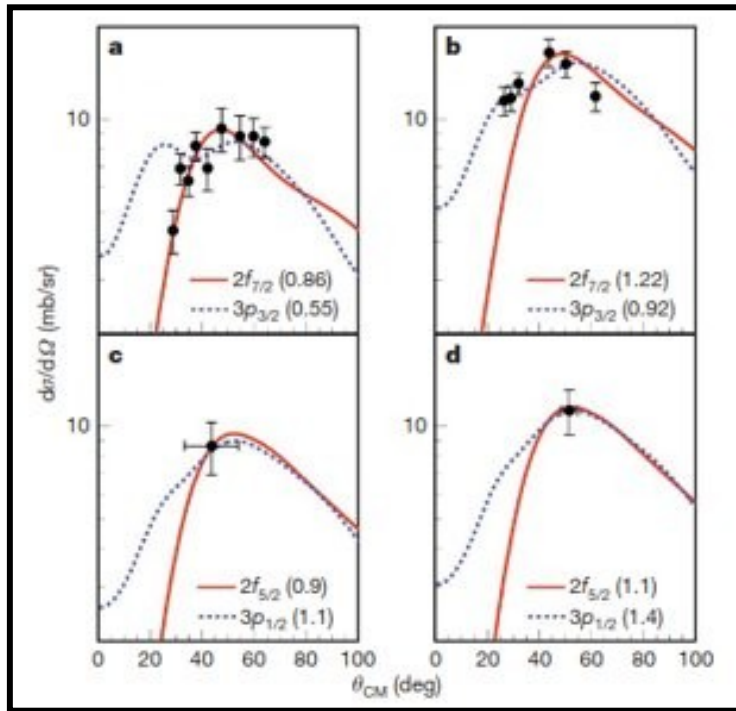 a
b
10
10
2f₇/₂ (0.86)
3p₃/₂ (0.55)
2f₇/₂ (1.22)
3p₃/₂ (0.92)
dσ/dΩ (mb/sr)
c
d
10
10
2f₅/₂ (0.9)
3p₁/₂ (1.1)
2f₅/₂ (1.1)
3p₁/₂ (1.4)
0 20 40 60 80 100
0 20 40 60 80 100
θCM (deg)